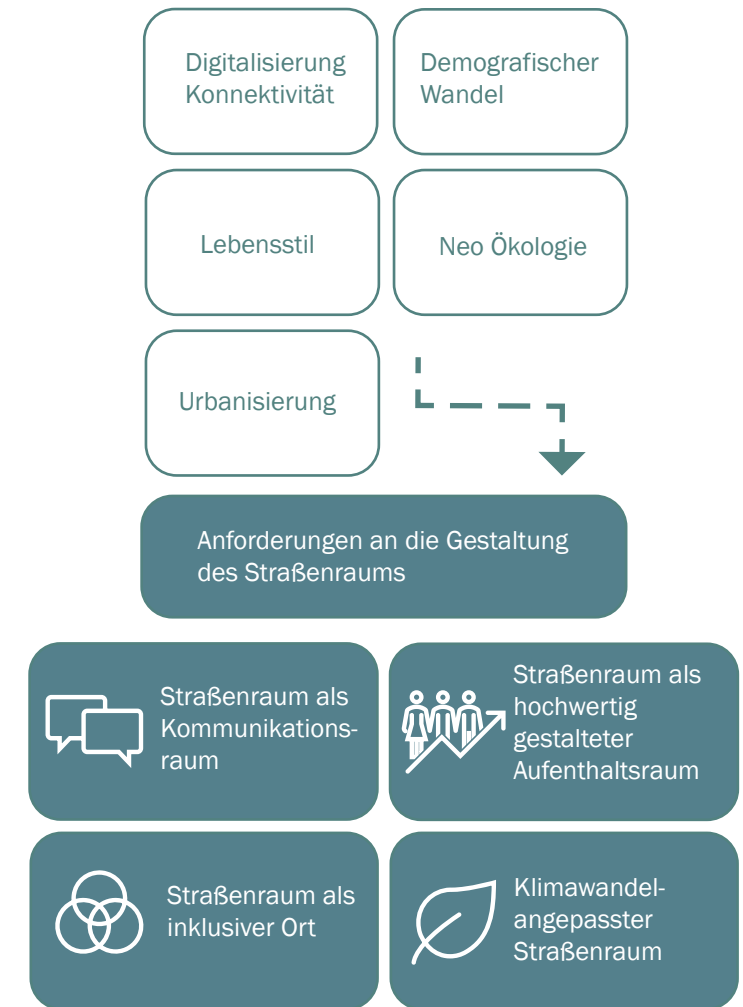 Digitalisierung
Konnektivität
Demografischer
Wandel
Lebensstil
Neo Ökologie
Urbanisierung
Anforderungen an die Gestaltung
des Straßenraums
Straßenraum als
Kommunikations-
raum
Straßenraum als
hochwertig
gestalteter
Aufenthaltsraum
Straßenraum als
inklusiver Ort
Klimawandel-
angepasster
Straßenraum